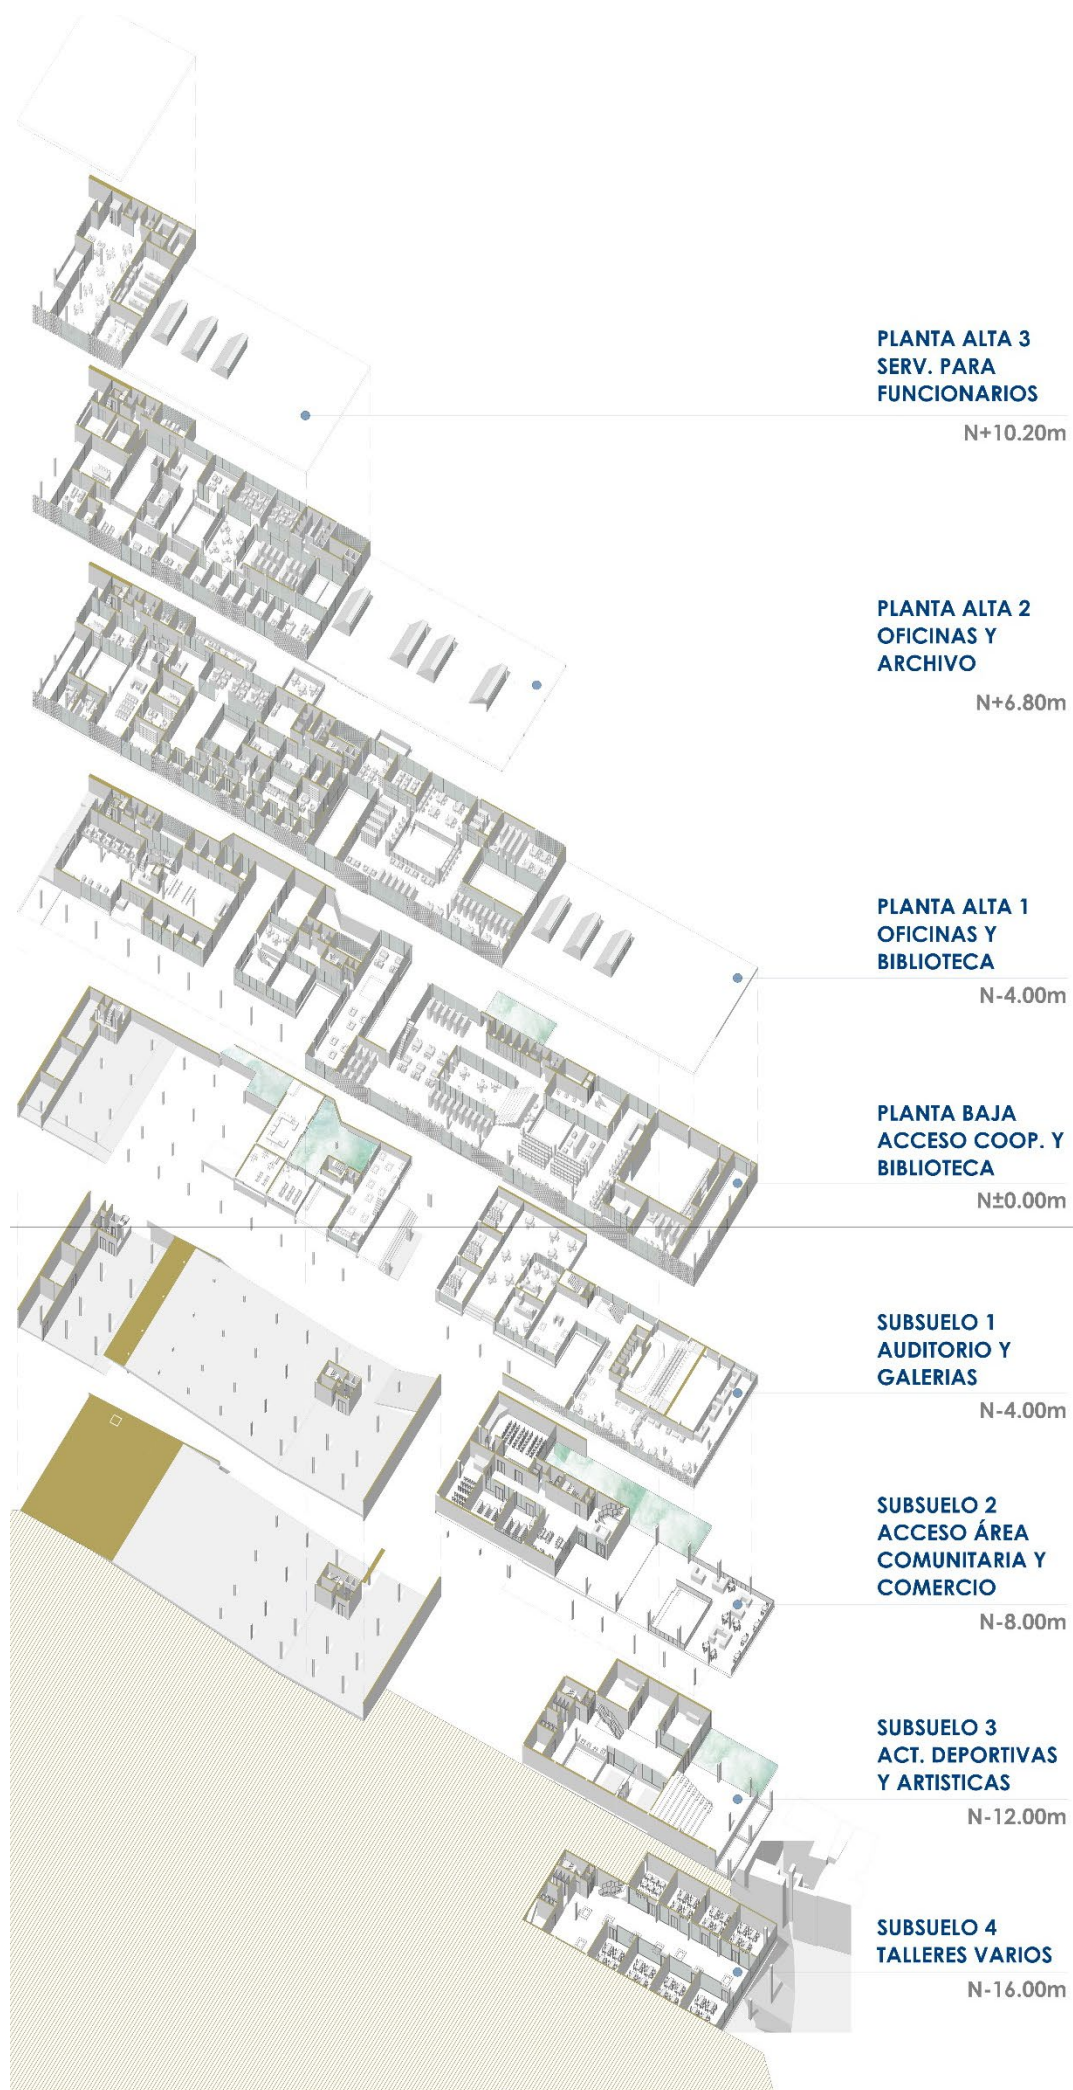 PLANTA ALTA 3
SERV. PARA
FUNCIONARIOS
N+10.20m
PLANTA ALTA 2
OFICINAS Y
ARCHIVO
N+6.80m
PLANTA ALTA 1
OFICINAS Y
BIBLIOTECA
N-4.00m
PLANTA BAJA
ACCESO COOP. Y
BIBLIOTECA
N±0.00m
SUBSUELO 1
AUDITORIO Y
GALERIAS
N-4.00m
SUBSUELO 2
ACCESO ÁREA
COMUNITARIA Y
COMERCIO
N-8.00m
SUBSUELO 3
ACT. DEPORTIVAS
Y ARTISTICAS
N-12.00m
SUBSUELO 4
TALLERES VARIOS
N-16.00m